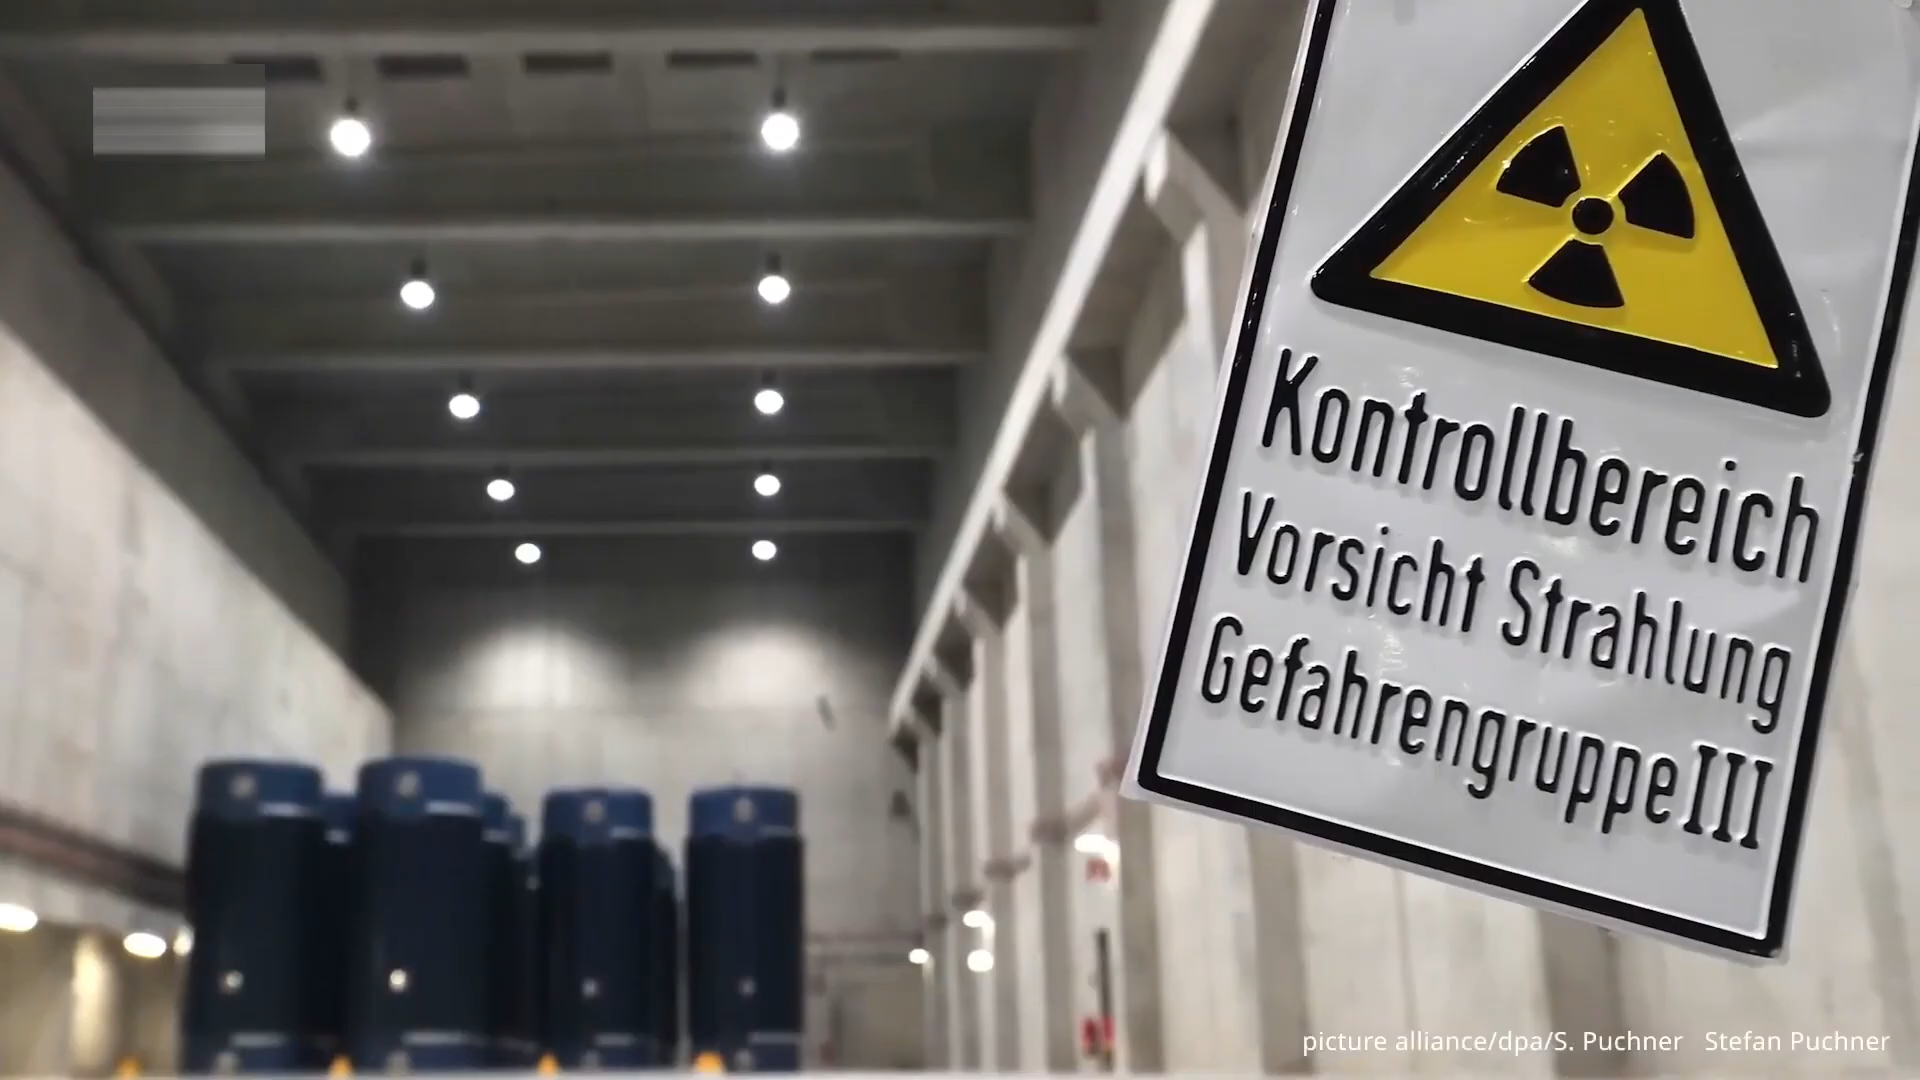 Kontrollbereich
Vorsicht Strahlung
Gefahrengruppe III
picture alliance/dpa/S. Puchner Stefan Puchner